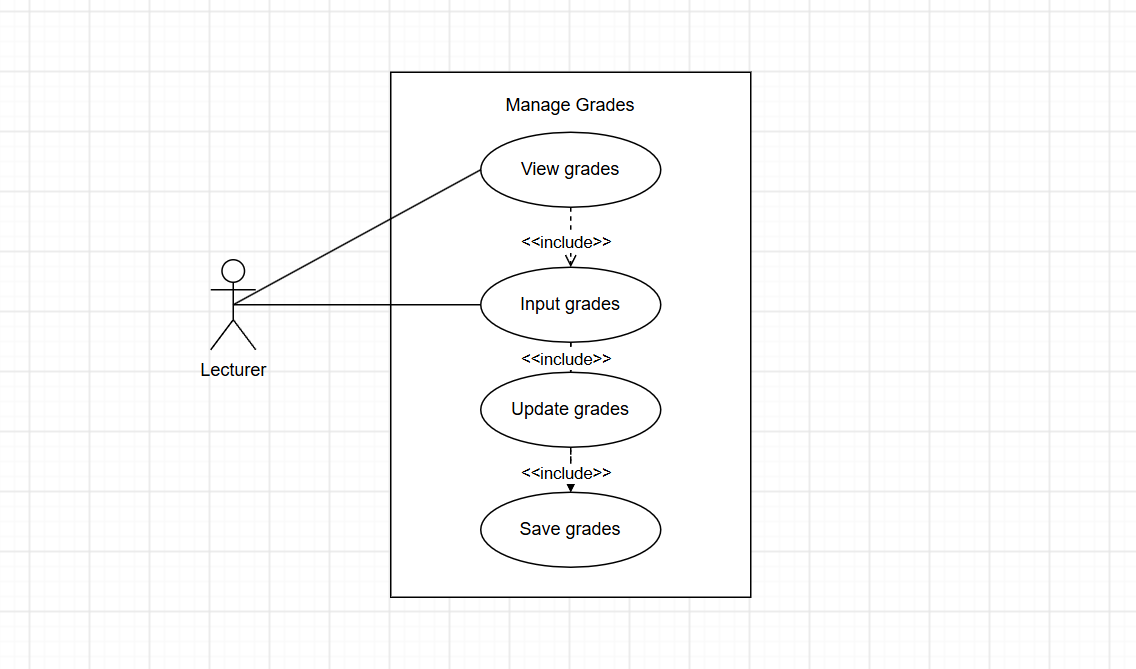 Manage Grades
View grades
<<include>>
Input grades
<<include>>
Update grades
<<include>>
Save grades
Lecturer